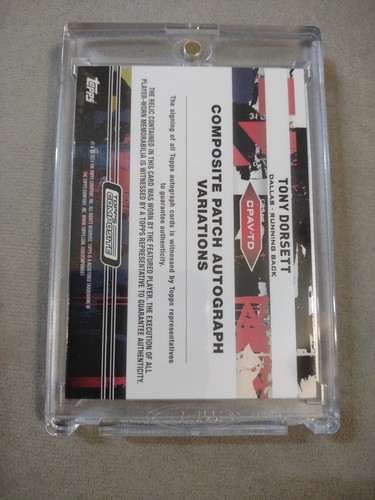 TONY DORSETT
DALLAS - RUNNING BACK
CPAV-TD
COMPOSITE PATCH AUTOGRAPH
VARIATIONS
The signing of all Topps autograph cards is witnessed by Topps representatives
to guarantee authenticity.
THE RELIC CONTAINED IN THIS CARD WAS WORN BY THE FEATURED PLAYER. THE EXECUTION OF ALL
PLAYER-WORN MEMORABILIA IS WITNESSED BY A TOPPS REPRESENTATIVE TO GUARANTEE AUTHENTICITY.
TOPPS
COMPOSITE
Topps